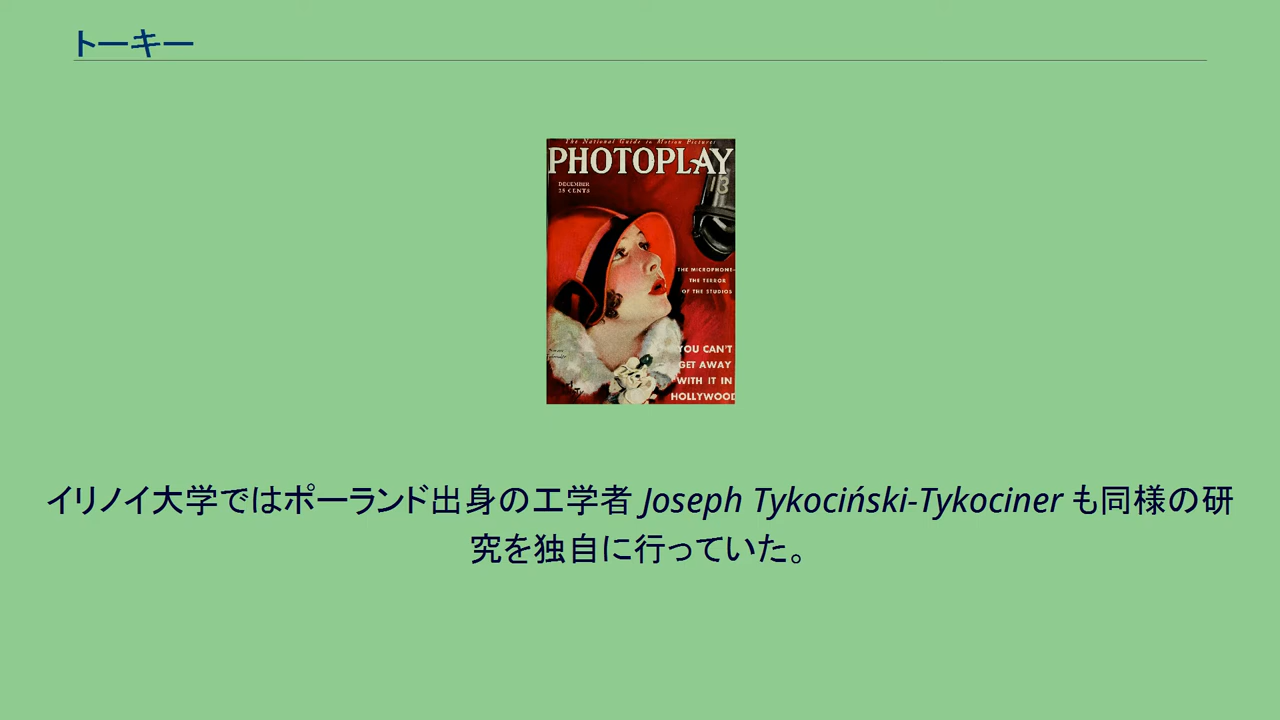 トーキー
The National Guide to Motion Pictures
PHOTOPLAY
DECEMBER
25 CENTS
13
THE MICROPHONE-
THE TERROR
OF THE STUDIOS
YOU CAN'T
GET AWAY
WITH IT IN
HOLLYWOOD
イリノイ大学ではポーランド出身の工学者 Joseph Tykociński-Tykociner も同様の研
究を独自に行っていた。